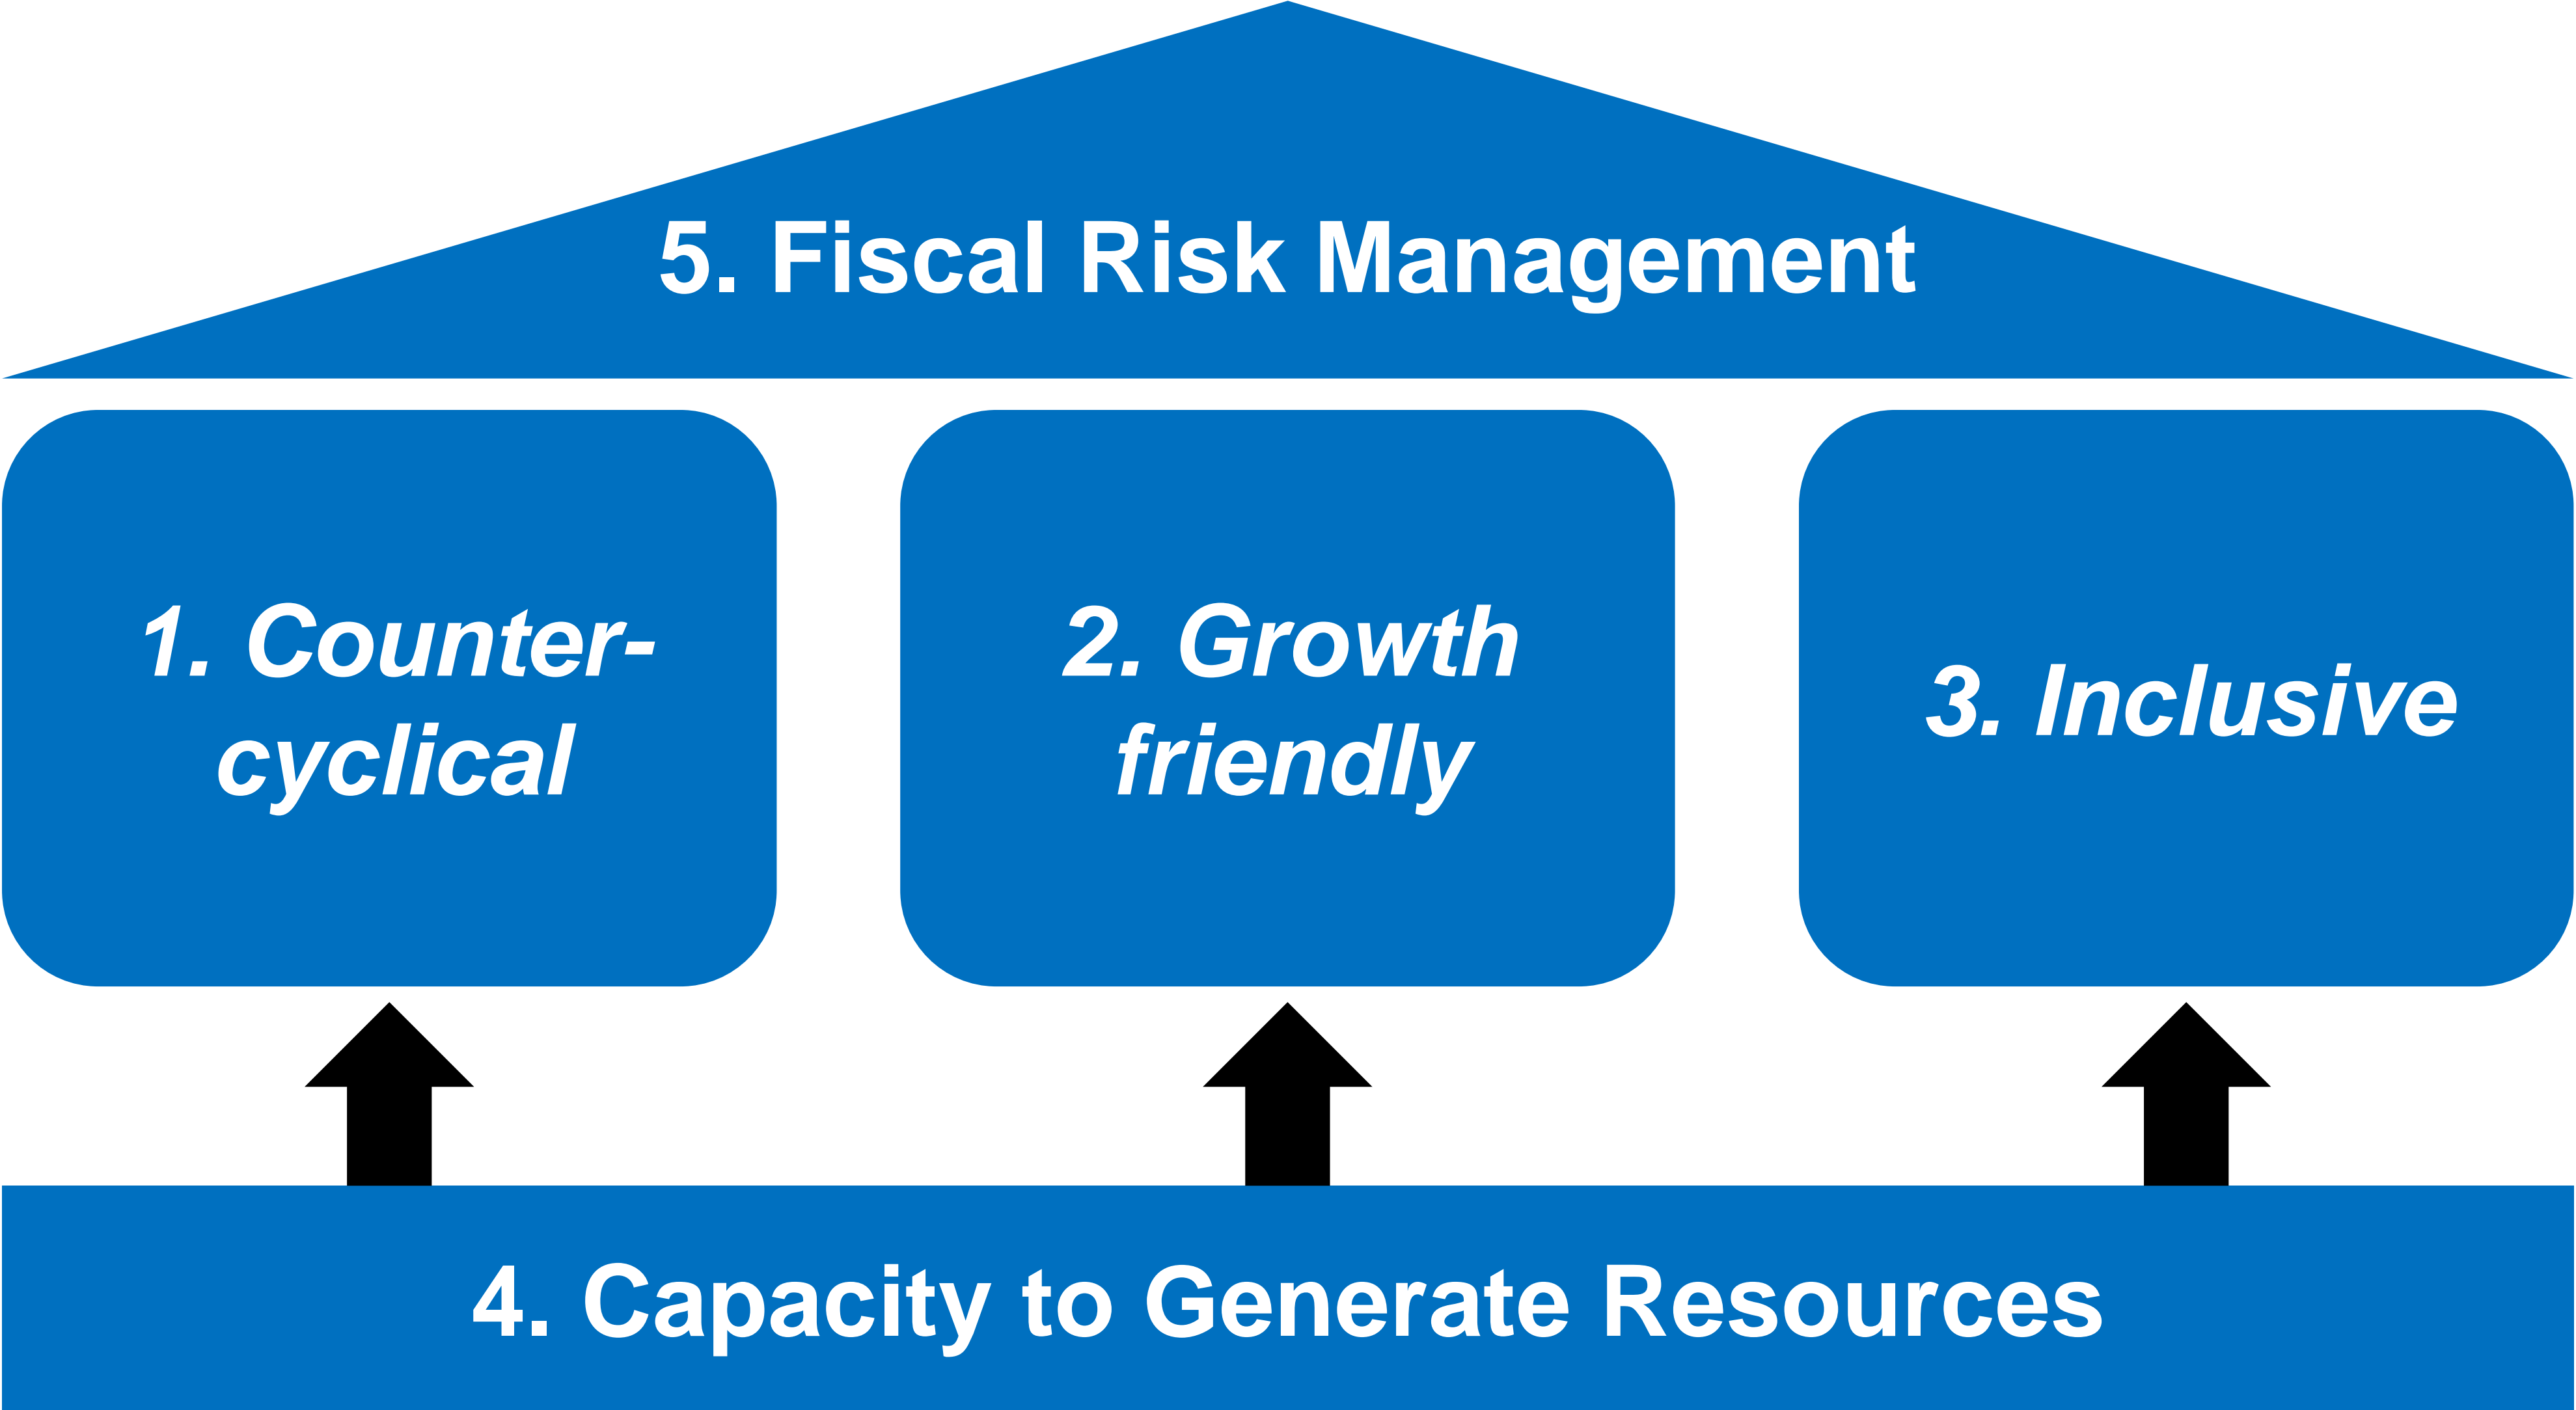 5. Fiscal Risk Management
1. Counter-
cyclical
2. Growth
friendly
3. Inclusive
4. Capacity to Generate Resources